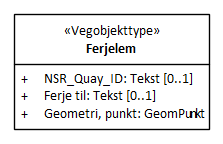 «Vegobjekttype»
Ferjelem
+ NSR_Quay_ID: Tekst [0..1]
+ Ferje til: Tekst [0..1]
+ Geometri, punkt: GeomPunkt